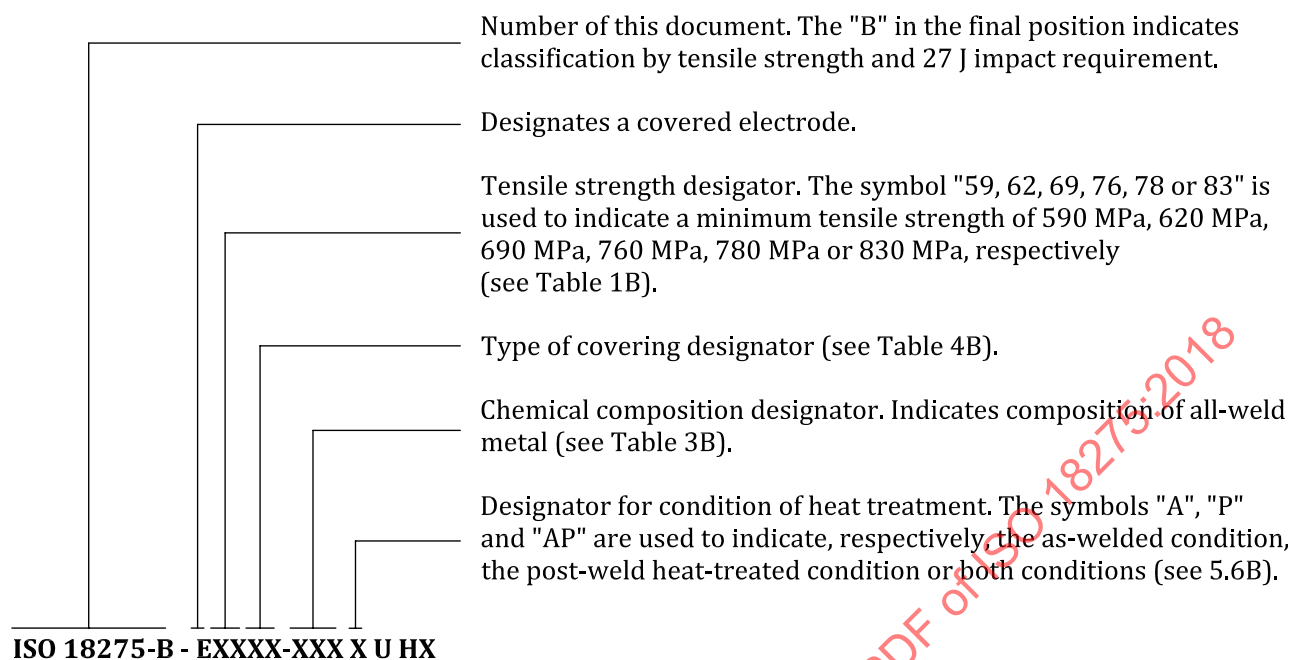 Number of this document. The "B" in the final position indicates
classification by tensile strength and 27 J impact requirement.
Designates a covered electrode.
Tensile strength desigator. The symbol "59, 62, 69, 76, 78 or 83" is
used to indicate a minimum tensile strength of 590 MPa, 620 MPa,
690 MPa, 760 MPa, 780 MPa or 830 MPa, respectively
(see Table 1B).
Type of covering designator (see Table 4B).
Chemical composition designator. Indicates composition of all-weld
metal (see Table 3B).
Designator for condition of heat treatment. The symbols "A", "P"
and "AP" are used to indicate, respectively, the as-welded condition,
the post-weld heat-treated condition or both conditions (see 5.6B).
ISO 18275-B - EXXXX-XXX X U HX
PDF of ISO 18275:2018